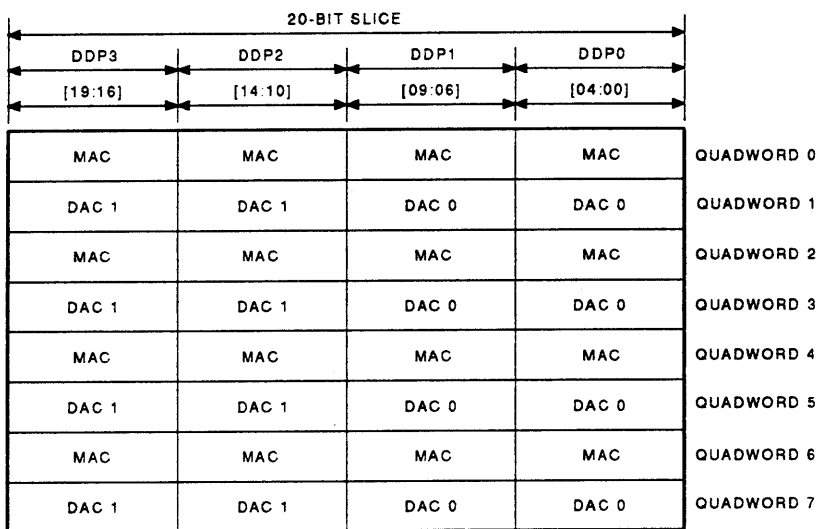 20-BIT SLICE
DDP3 DDP2 DDP1 DDP0
[19:16] [14:10] [09:06] [04:00]
MAC MAC MAC MAC QUADWORD 0
DAC 1 DAC 1 DAC 0 DAC 0 QUADWORD 1
MAC MAC MAC MAC QUADWORD 2
DAC 1 DAC 1 DAC 0 DAC 0 QUADWORD 3
MAC MAC MAC MAC QUADWORD 4
DAC 1 DAC 1 DAC 0 DAC 0 QUADWORD 5
MAC MAC MAC MAC QUADWORD 6
DAC 1 DAC 1 DAC 0 DAC 0 QUADWORD 7